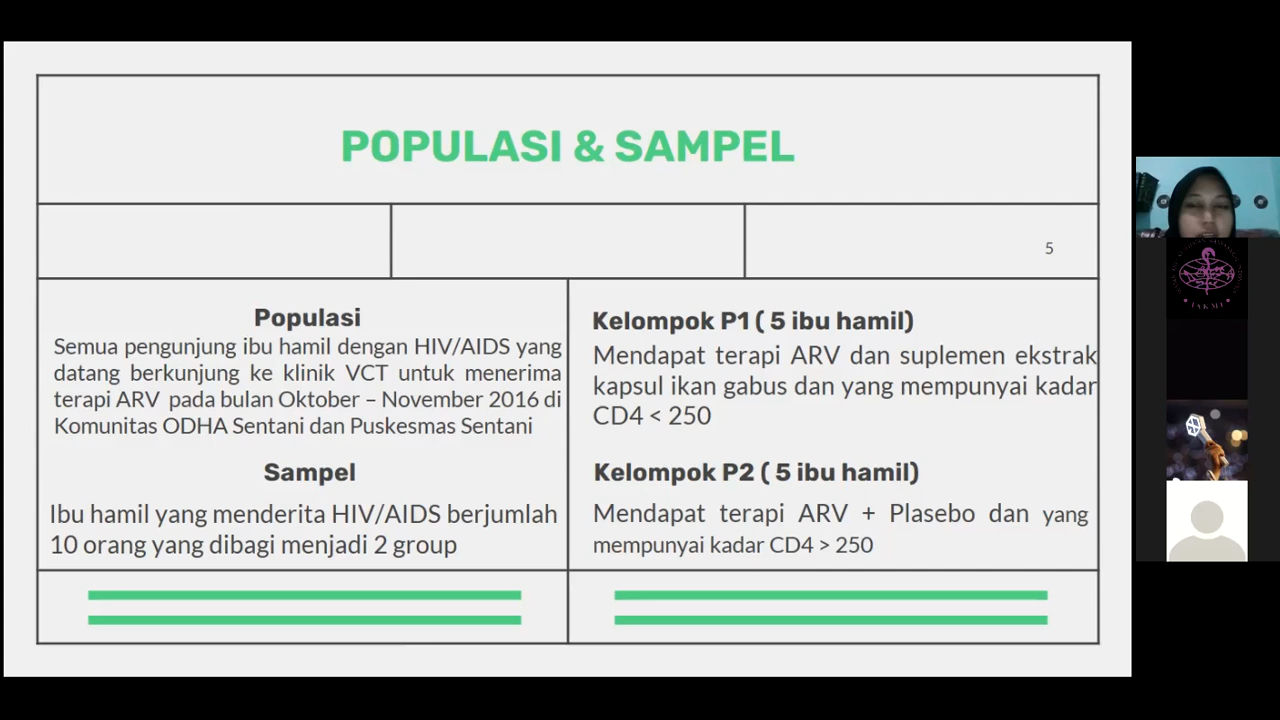 POPULASI & SAMPEL
5
Populasi
Semua pengunjung ibu hamil dengan HIV/AIDS yang
datang berkunjung ke klinik VCT untuk menerima
terapi ARV pada bulan Oktober – November 2016 di
Komunitas ODHA Sentani dan Puskesmas Sentani
Sampel
Ibu hamil yang menderita HIV/AIDS berjumlah
10 orang yang dibagi menjadi 2 group
Kelompok P1 ( 5 ibu hamil)
Mendapat terapi ARV dan suplemen ekstrak
kapsul ikan gabus dan yang mempunyai kadar
CD4 < 250
Kelompok P2 ( 5 ibu hamil)
Mendapat terapi ARV + Plasebo dan yang
mempunyai kadar CD4 > 250